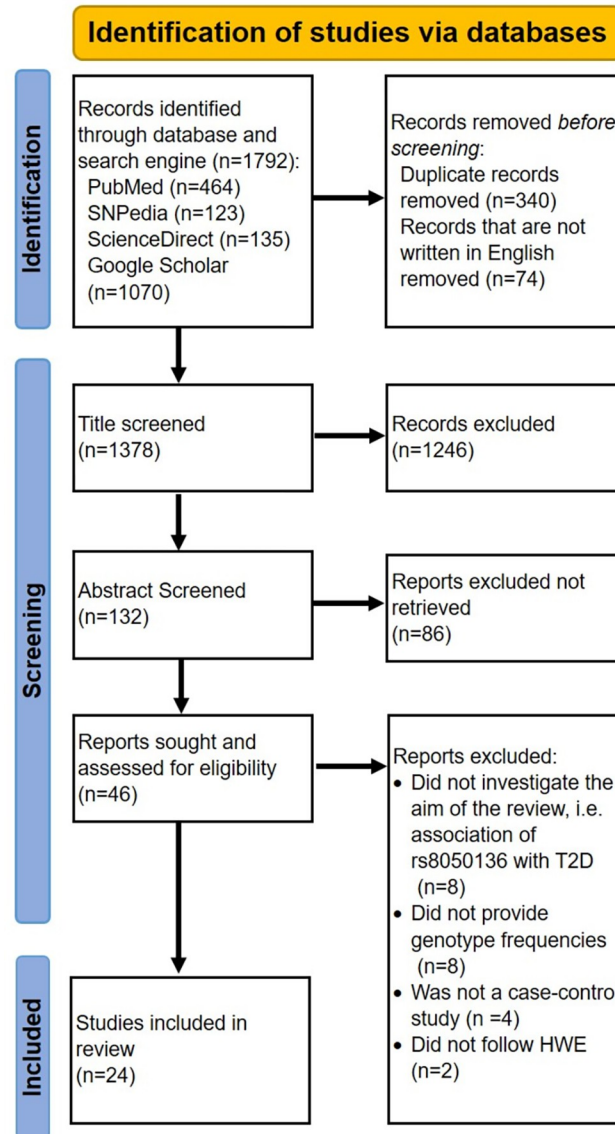 Identification of studies via databases
Identification
Records identified
through database and
search engine (n=1792):
PubMed (n=464)
SNPedia (n=123)
ScienceDirect (n=135)
Google Scholar
(n=1070)
Records removed before
screening:
Duplicate records
removed (n=340)
Records that are not
written in English
removed (n=74)
Screening
Title screened
(n=1378)
Records excluded
(n=1246)
Abstract Screened
(n=132)
Reports excluded not
retrieved
(n=86)
Reports sought and
assessed for eligibility
(n=46)
Reports excluded:
• Did not investigate the
aim of the review, i.e.
association of
rs8050136 with T2D
(n=8)
• Did not provide
genotype frequencies
(n=8)
• Was not a case-contro
study (n =4)
• Did not follow HWE
(n=2)
Included
Studies included in
review
(n=24)